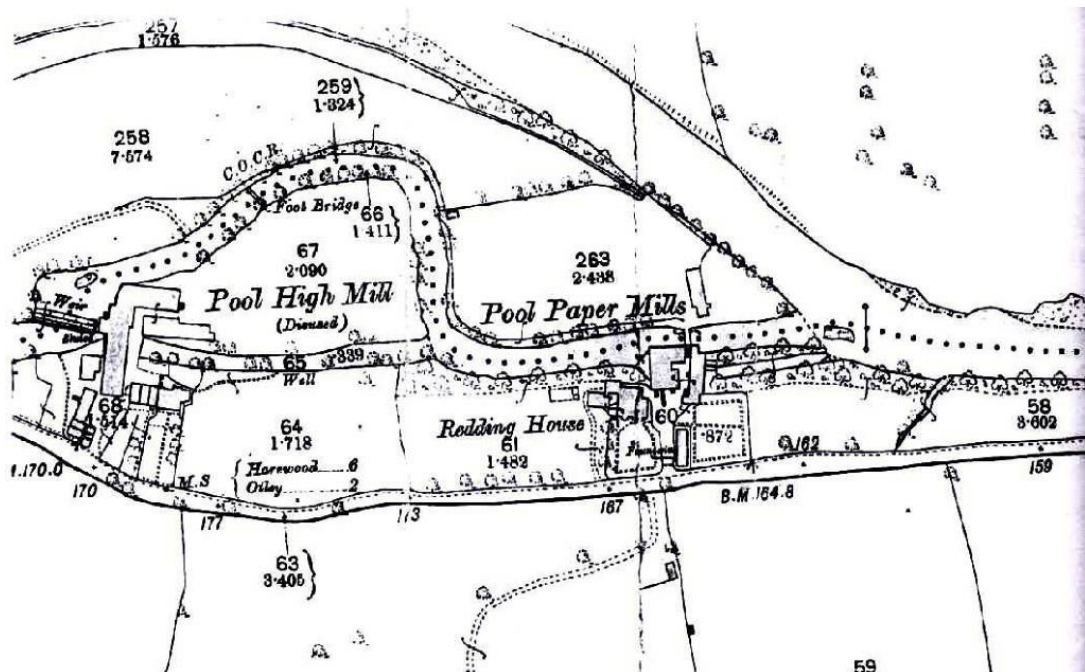 257
1·576
259
1·324
258
7·574
C.O.C.R.
Foot Bridge
66
1·411
67
2·090
263
2·438
Pool High Mill
(Disused)
Pool Paper Mills
Weir
65
·339
Well
68
64
1·718
Redding House
61
1·482
60
·872
58
3·602
162
159
Harewood 6
Otley 2
M.S
170
177
167
B.M.164.8
63
3·405
59